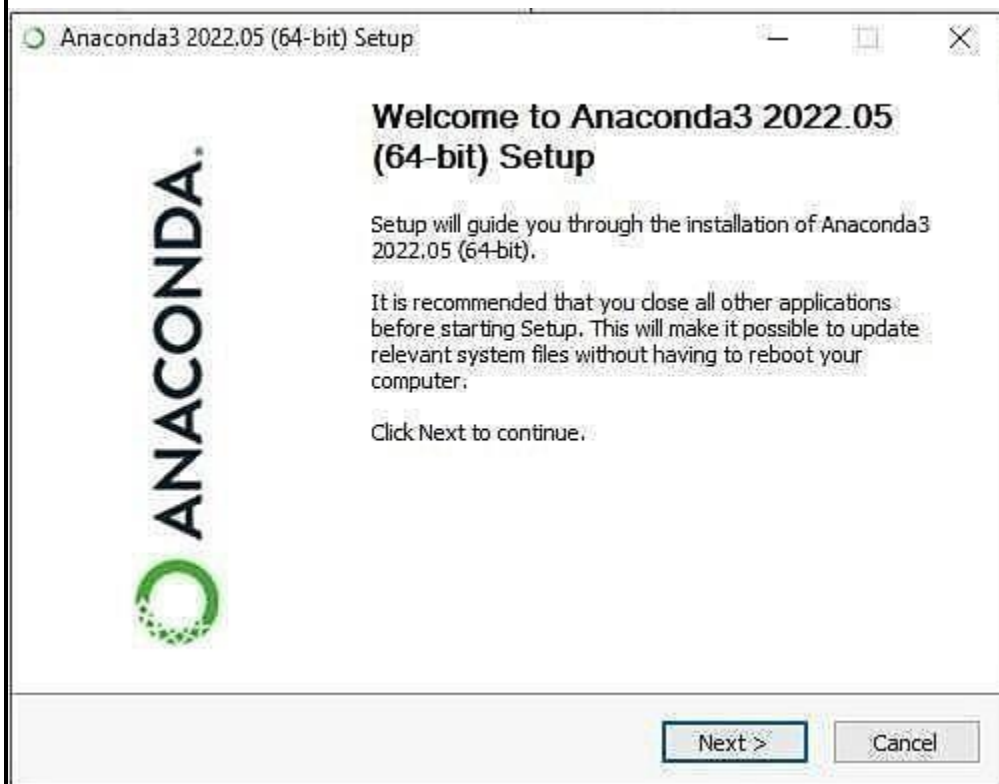 Anaconda3 2022.05 (64-bit) Setup
Welcome to Anaconda3 2022.05
(64-bit) Setup
ANACONDA.
Setup will guide you through the installation of Anaconda3
2022.05 (64-bit).
It is recommended that you close all other applications
before starting Setup. This will make it possible to update
relevant system files without having to reboot your
computer.
Click Next to continue.
Next >
Cancel